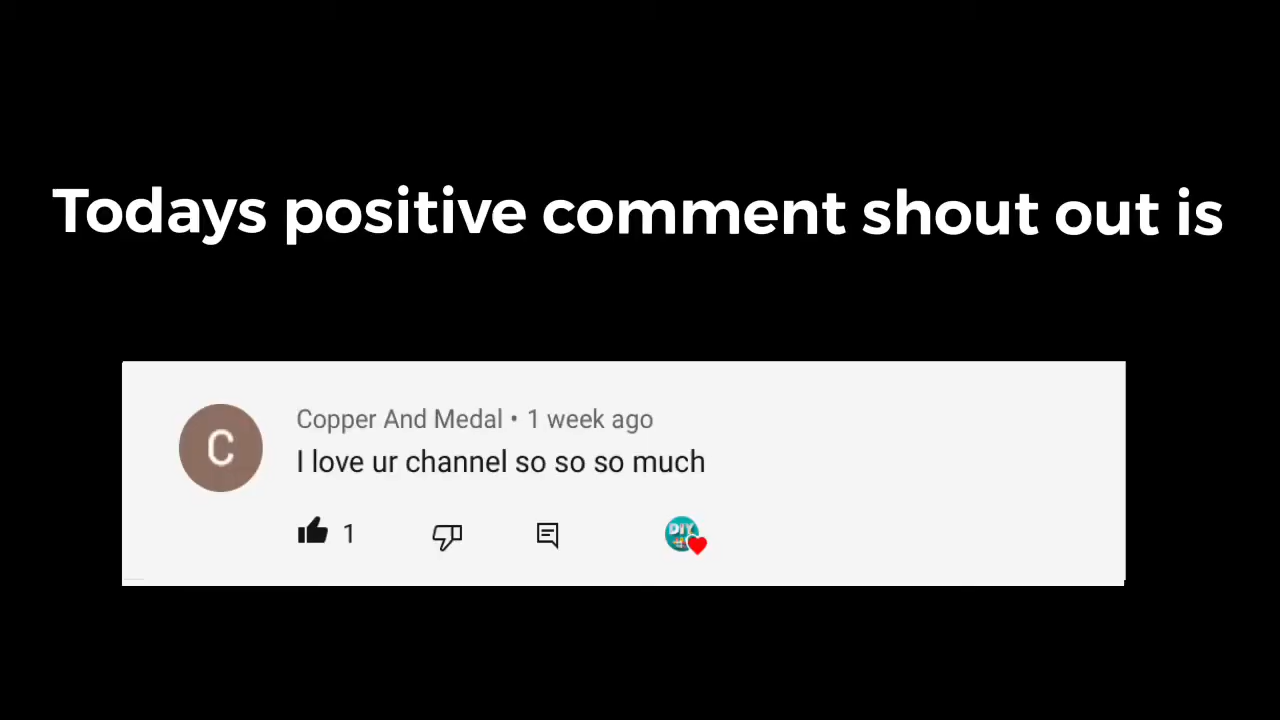 Todays positive comment shout out is
Copper And Medal • 1 week ago
C
I love ur channel so so so much
1
DIY